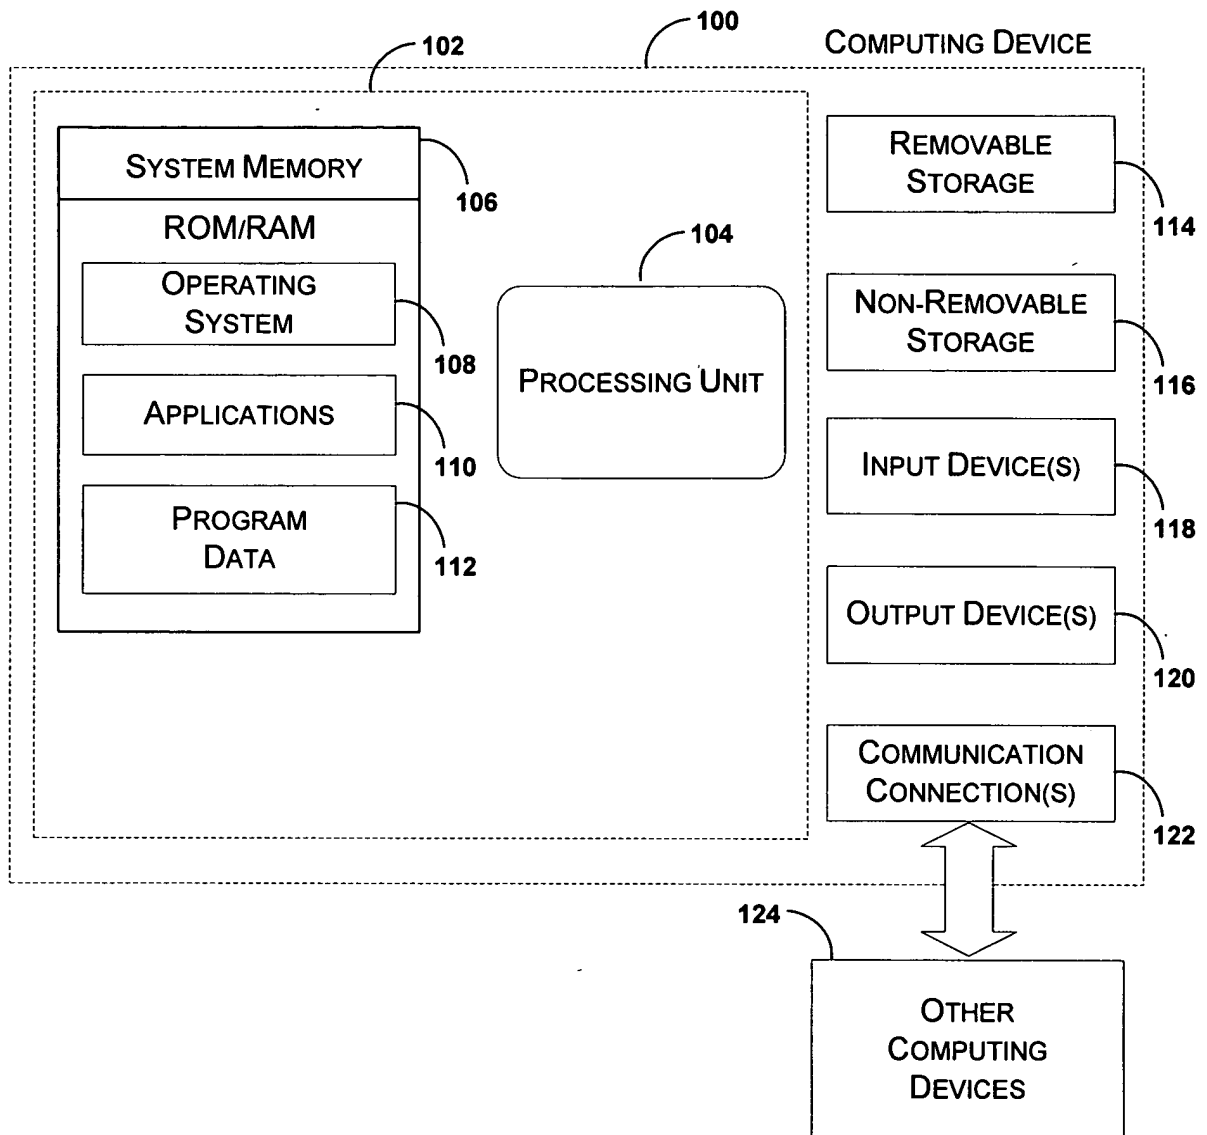 100
COMPUTING DEVICE
102
SYSTEM MEMORY
106
ROM/RAM
OPERATING
SYSTEM
108
APPLICATIONS
110
PROGRAM
DATA
112
104
PROCESSING UNIT
REMOVABLE
STORAGE
114
NON-REMOVABLE
STORAGE
116
INPUT DEVICE(S)
118
OUTPUT DEVICE(S)
120
COMMUNICATION
CONNECTION(S)
122
124
OTHER
COMPUTING
DEVICES